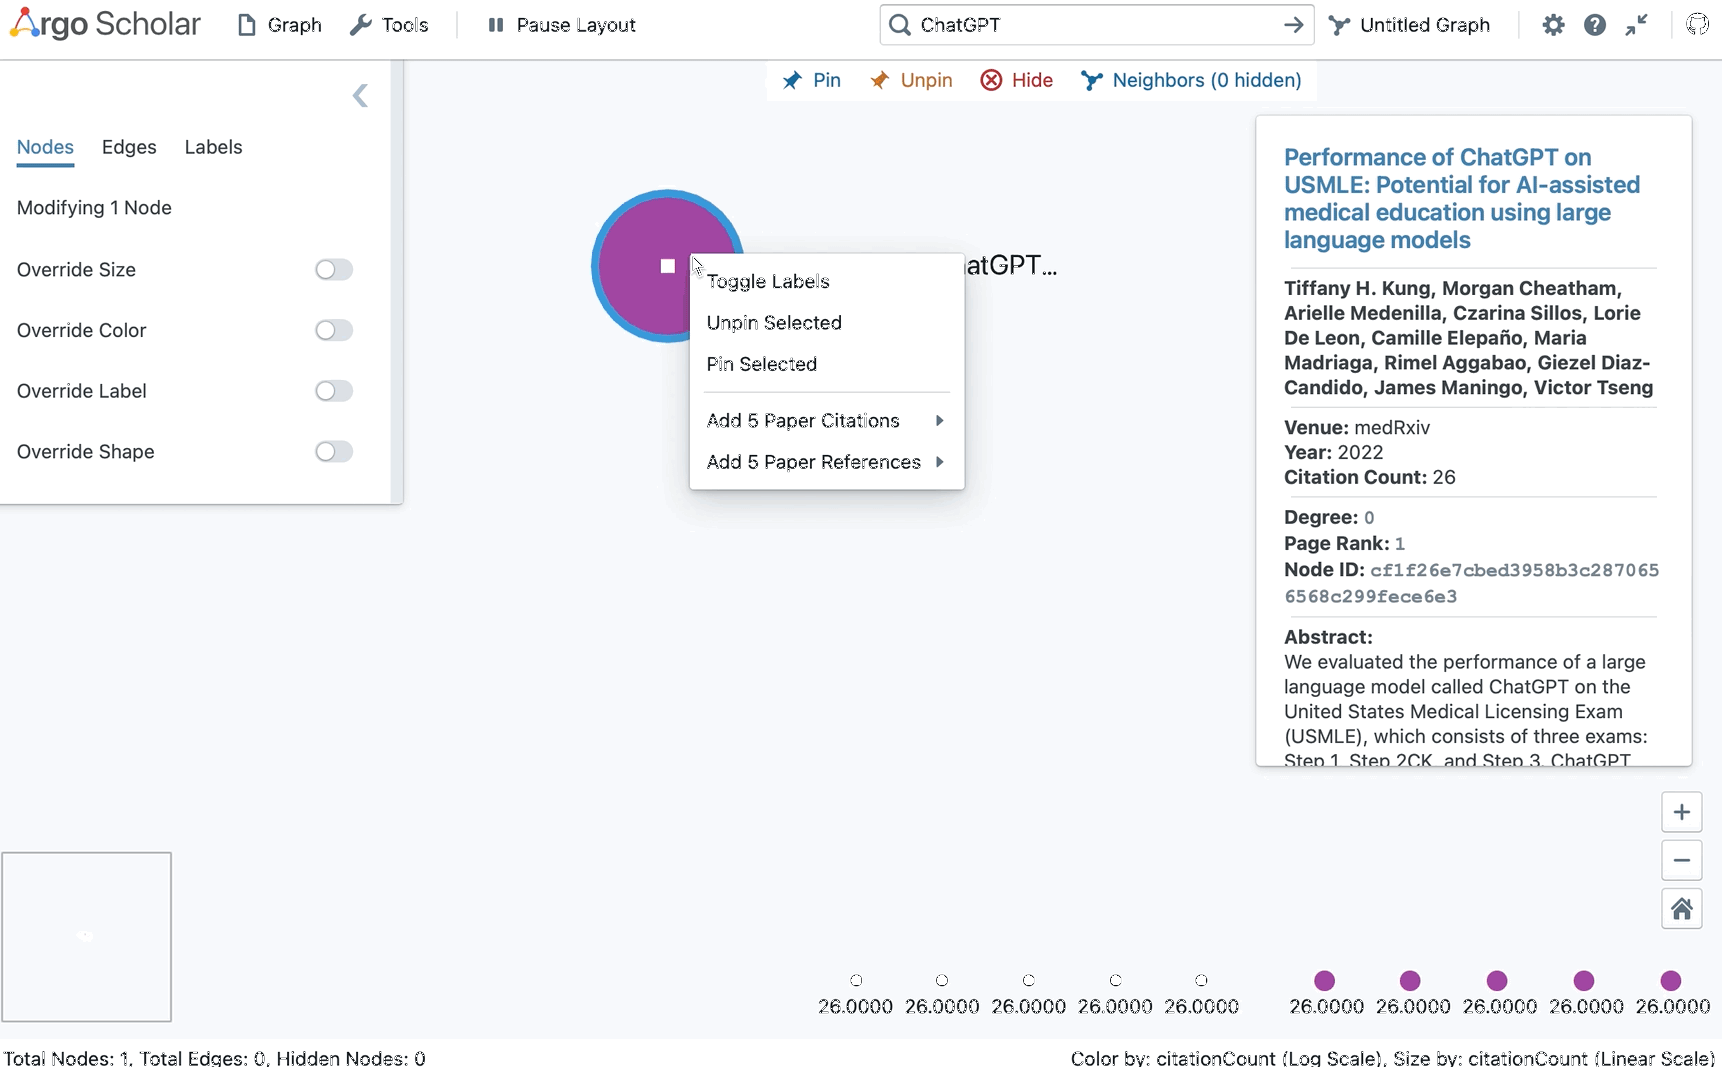 Argo Scholar
Graph
Tools
Pause Layout
ChatGPT
Untitled Graph
Pin
Unpin
Hide
Neighbors (0 hidden)
Nodes
Edges
Labels
Modifying 1 Node
Override Size
Override Color
Override Label
Override Shape
atGPT...
Toggle Labels
Unpin Selected
Pin Selected
Add 5 Paper Citations
Add 5 Paper References
Performance of ChatGPT on
USMLE: Potential for AI-assisted
medical education using large
language models
Tiffany H. Kung, Morgan Cheatham,
Arielle Medenilla, Czarina Sillos, Lorie
De Leon, Camille Elepaño, Maria
Madriaga, Rimel Aggabao, Giezel Diaz-
Candido, James Maningo, Victor Tseng
Venue: medRxiv
Year: 2022
Citation Count: 26
Degree: 0
Page Rank: 1
Node ID: cf1f26e7cbed3958b3c287065
6568c299fece6e3
Abstract:
We evaluated the performance of a large
language model called ChatGPT on the
United States Medical Licensing Exam
(USMLE), which consists of three exams:
Step 1, Step 2CK, and Step 3. ChatGPT
26.0000 26.0000 26.0000 26.0000 26.0000
26.0000 26.0000 26.0000 26.0000 26.0000
Total Nodes: 1, Total Edges: 0, Hidden Nodes: 0
Color by: citationCount (Log Scale), Size by: citationCount (Linear Scale)